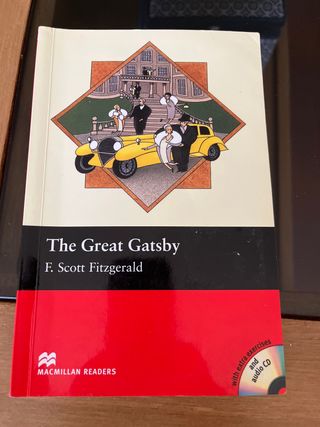 The Great Gatsby
F. Scott Fitzgerald
MACMILLAN READERS
with extra exercises
and
audio CD